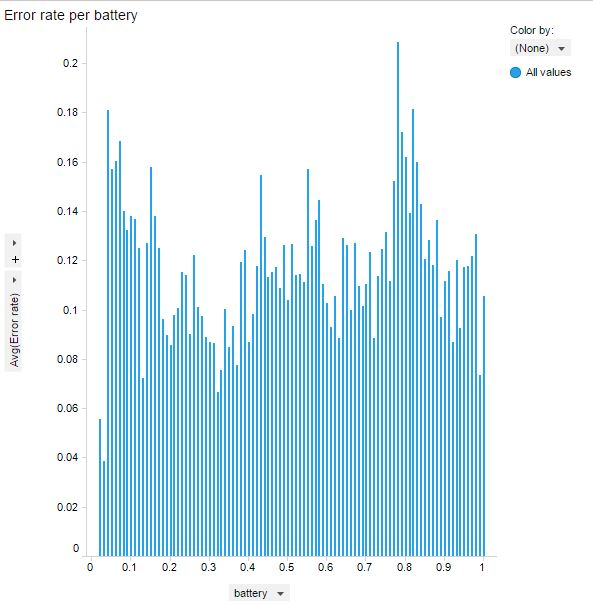 Error rate per battery
Color by:
(None)
All values
0.2
0.18
0.16
0.14
0.12
0.1
0.08
0.06
0.04
0.02
0
+
Avg(Error rate)
0 0.1 0.2 0.3 0.4 0.5 0.6 0.7 0.8 0.9 1
battery